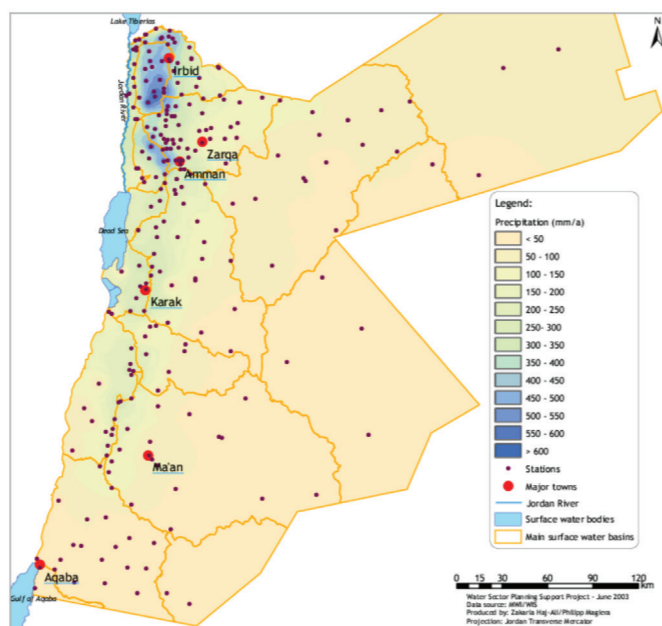 Lake Tiberias
N
Irbid
Jordan River
Zarqa
Amman
Dead Sea
Karak
Ma'an
Aqaba
Gulf of Aqaba
Legend:
Precipitation (mm/a)
< 50
50 - 100
100 - 150
150 - 200
200 - 250
250- 300
300 - 350
350 - 400
400 - 450
450 - 500
500 - 550
550 - 600
> 600
Stations
Major towns
Jordan River
Surface water bodies
Main surface water basins
0 15 30 60 90 120
km
Water Sector Planning Support Project - June 2003
Data source: MWI/WIS
Produced by: Zakaria Haj-Ali/Philipp Magiera
Projection: Jordan Transverse Mercator